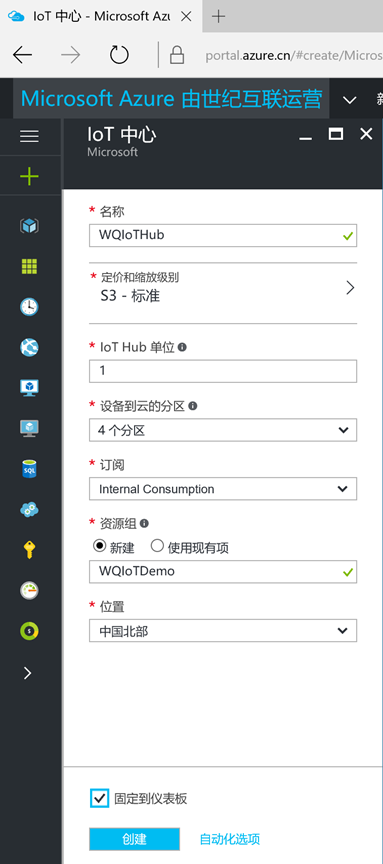 IoT 中心 - Microsoft Azu
portal.azure.cn/#create/Micros
Microsoft Azure 由世纪互联运营
IoT 中心
Microsoft
* 名称
WQIoTHub
* 定价和缩放级别
S3 - 标准
* IoT Hub 单位
1
* 设备到云的分区
4 个分区
* 订阅
Internal Consumption
* 资源组
新建 使用现有项
WQIoTDemo
* 位置
中国北部
固定到仪表板
创建 自动化选项
SQL